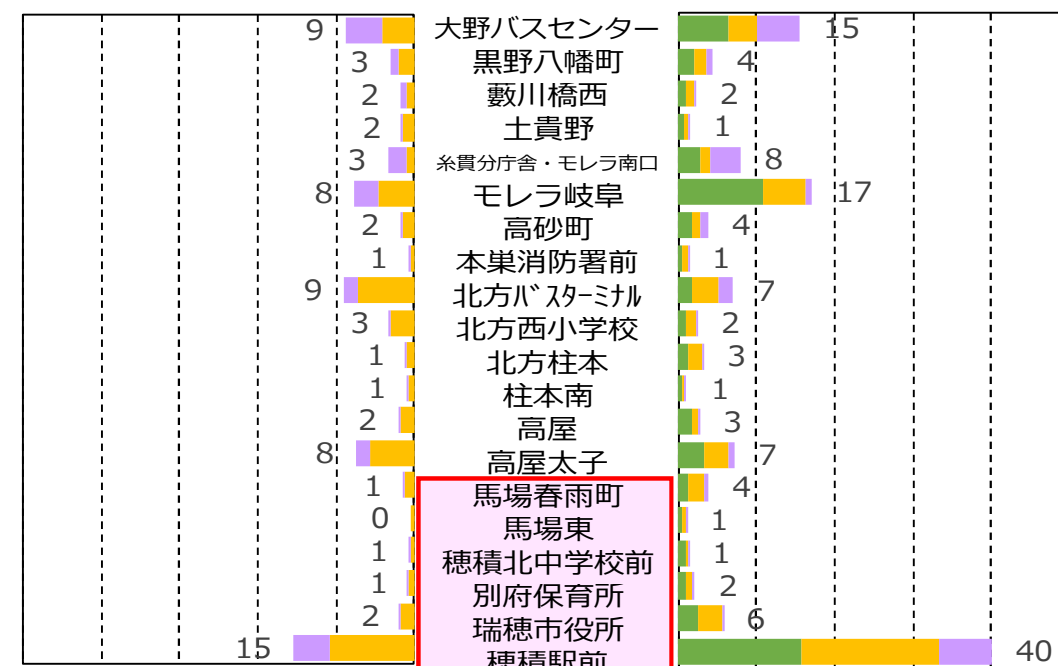 9 大野バスセンター 15
3 黒野八幡町 4
2 藪川橋西 2
2 土貴野 1
3 糸貫分庁舎・モレラ南口 8
8 モレラ岐阜 17
2 高砂町 4
1 本巣消防署前 1
9 北方バスターミナル 7
3 北方西小学校 2
1 北方柱本 3
1 柱本南 1
2 高屋 3
8 高屋太子 7
1 馬場春雨町 4
0 馬場東 1
1 穂積北中学校前 1
1 別府保育所 2
2 瑞穂市役所 6
15 穂積駅前 40